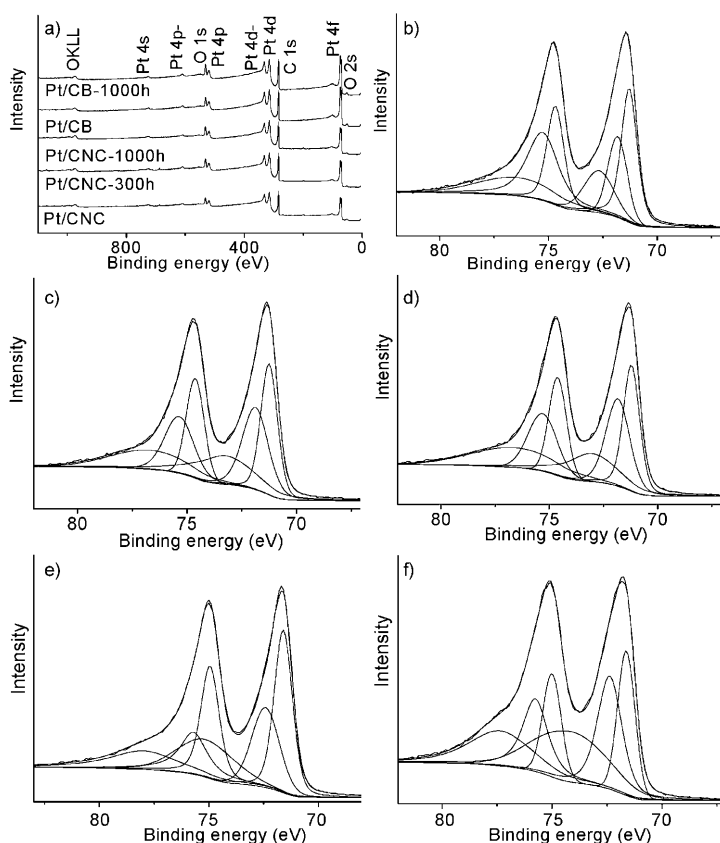 a)
OKLL
Pt 4s
Pt 4p-
O 1s
Pt 4p
Pt 4d-
Pt 4d
C 1s
Pt 4f
O 2s
Pt/CB-1000h
Pt/CB
Pt/CNC-1000h
Pt/CNC-300h
Pt/CNC
Intensity
800 400 0
Binding energy (eV)
b)
Intensity
80 75 70
Binding energy (eV)
c)
Intensity
80 75 70
Binding energy (eV)
d)
Intensity
80 75 70
Binding energy (eV)
e)
Intensity
80 75 70
Binding energy (eV)
f)
Intensity
80 75 70
Binding energy (eV)